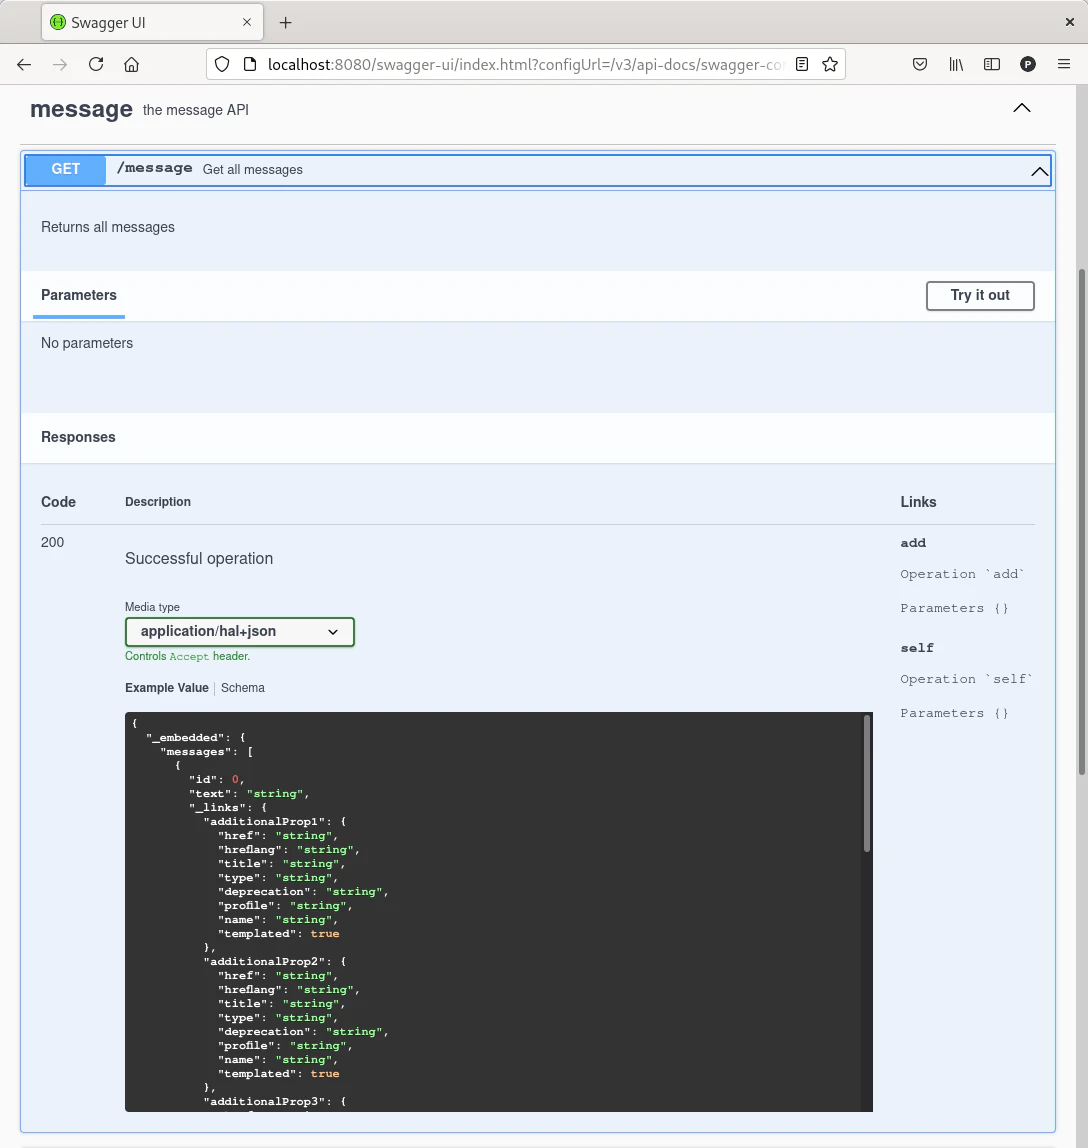 Swagger UI
localhost:8080/swagger-ui/index.html?configUrl=/v3/api-docs/swagger-co
P
message the message API
GET /message Get all messages
Returns all messages
Parameters Try it out
No parameters
Responses
Code Description Links
200
Successful operation
Media type
application/hal+json
Controls Accept header.
Example Value Schema
{
"_embedded": {
"messages": [
{
"id": 0,
"text": "string",
"_links": {
"additionalProp1": {
"href": "string",
"hreflang": "string",
"title": "string",
"type": "string",
"deprecation": "string",
"profile": "string",
"name": "string",
"templated": true
},
"additionalProp2": {
"href": "string",
"hreflang": "string",
"title": "string",
"type": "string",
"deprecation": "string",
"profile": "string",
"name": "string",
"templated": true
},
"additionalProp3": {
add
Operation `add`
Parameters {}
self
Operation `self`
Parameters {}